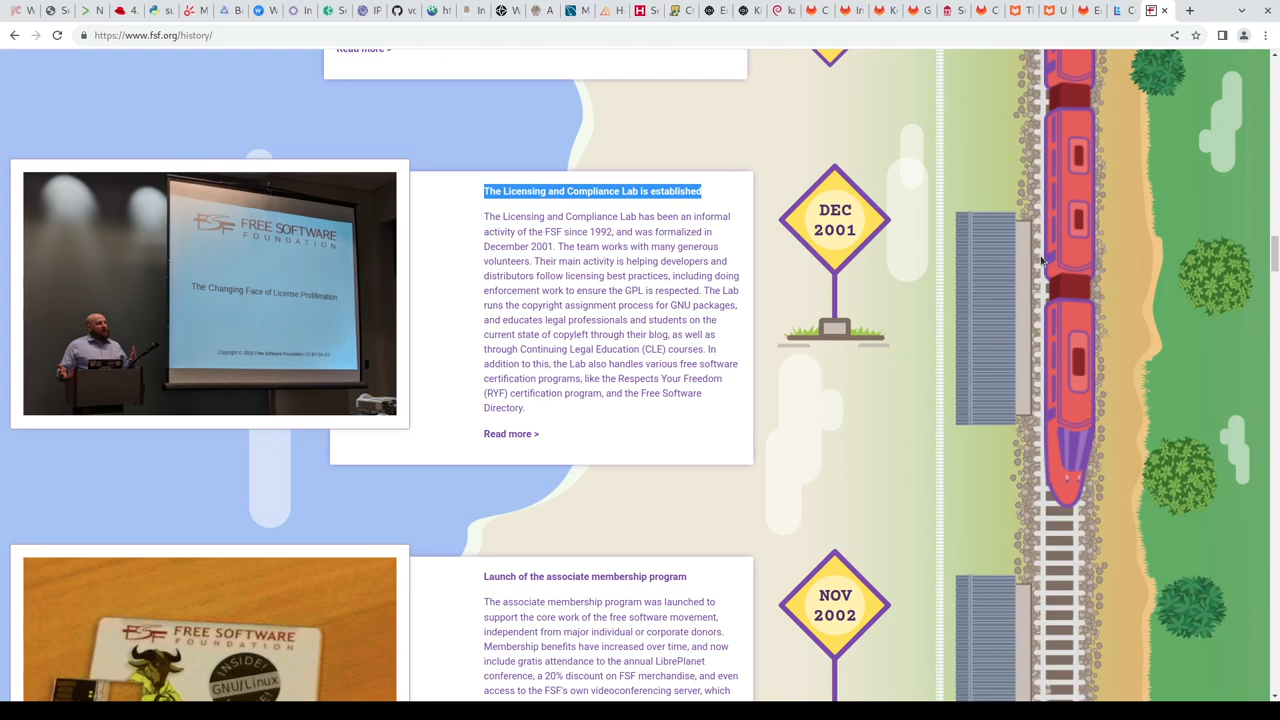 https://www.fsf.org/history/
Read more >
FREE SOFTWARE
FOUNDATION
The Changing Face of License Proliferation
The Licensing and Compliance Lab is established
The Licensing and Compliance Lab has been an informal
activity of the FSF since 1992, and was formalized in
December 2001. The team works with many generous
volunteers. Their main activity is helping developers and
distributors follow licensing best practices, including doing
enforcement work to ensure the GPL is respected. The Lab
runs the copyright assignment process for GNU packages,
and educates legal professionals and students on the
current state of copyleft through their blog, as well as
through Continuing Legal Education (CLE) courses. In
addition to this, the Lab also handles various free software
certification programs, like the Respects Your Freedom
(RYF) certification program, and the Free Software
Directory.
Read more >
DEC
2001
FREE SOFTWARE
Launch of the associate membership program
The associate membership program was launched to
support the core work of the free software movement,
independent from major individual or corporate donors.
Membership benefits have increased over time, and now
include gratis attendance to the annual LibrePlanet
conference, a 20% discount on FSF merchandise, and even
access to the FSF's own videoconferencing server, which
NOV
2002